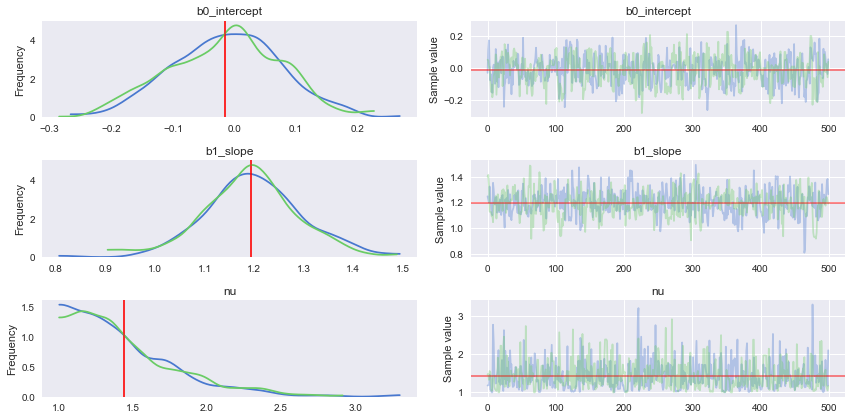 b0_intercept
Frequency
4
2
0
−0.3 −0.2 −0.1 0.0 0.1 0.2
b0_intercept
Sample value
0.2
0.0
−0.2
0 100 200 300 400 500
b1_slope
Frequency
4
2
0
0.8 0.9 1.0 1.1 1.2 1.3 1.4 1.5
b1_slope
Sample value
1.4
1.2
1.0
0.8
0 100 200 300 400 500
nu
Frequency
1.5
1.0
0.5
0.0
1.0 1.5 2.0 2.5 3.0
nu
Sample value
3
2
1
0 100 200 300 400 500